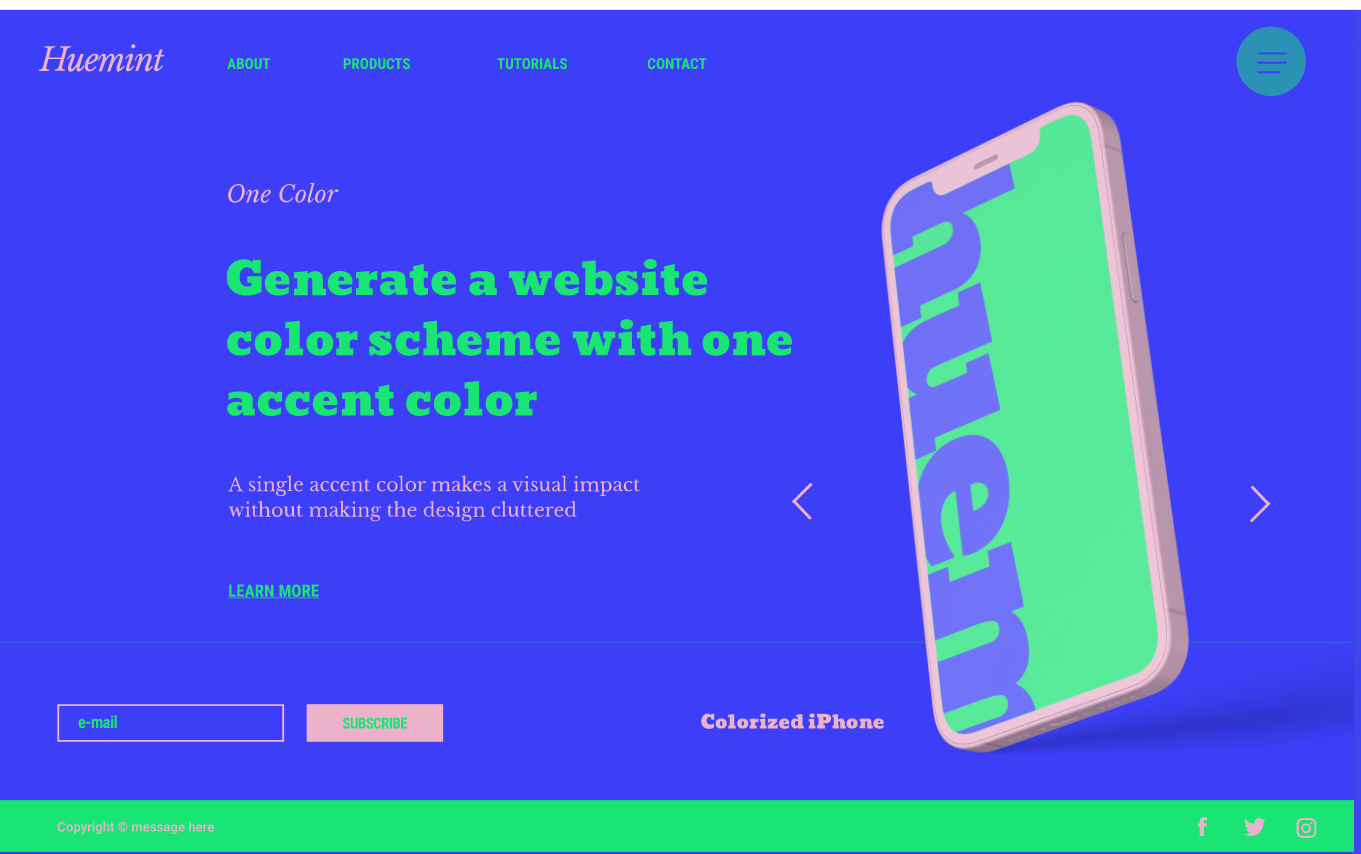 Huemint
ABOUT
PRODUCTS
TUTORIALS
CONTACT
One Color
Generate a website
color scheme with one
accent color
A single accent color makes a visual impact
without making the design cluttered
LEARN MORE
huem
e-mail
SUBSCRIBE
Colorized iPhone
Copyright © message here